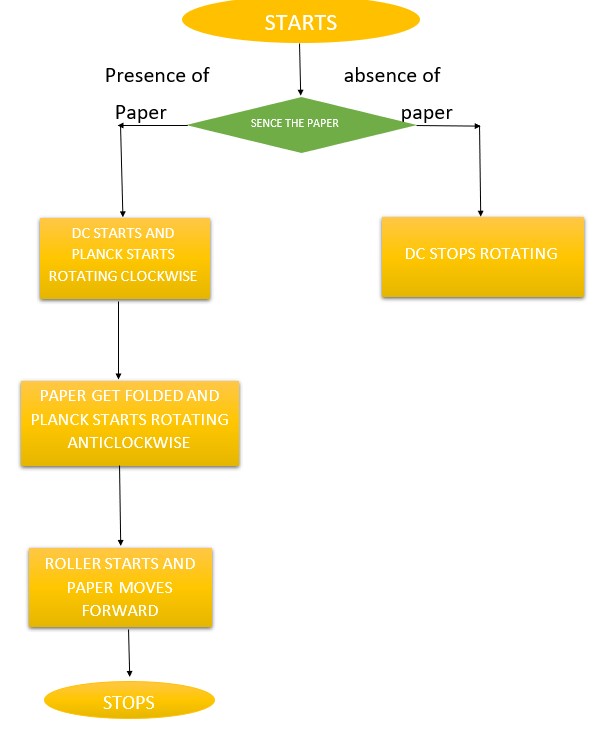 STARTS
Presence of
Paper
absence of
paper
SENCE THE PAPER
DC STARTS AND
PLANCK STARTS
ROTATING CLOCKWISE
DC STOPS ROTATING
PAPER GET FOLDED AND
PLANCK STARTS ROTATING
ANTICLOCKWISE
ROLLER STARTS AND
PAPER MOVES
FORWARD
STOPS